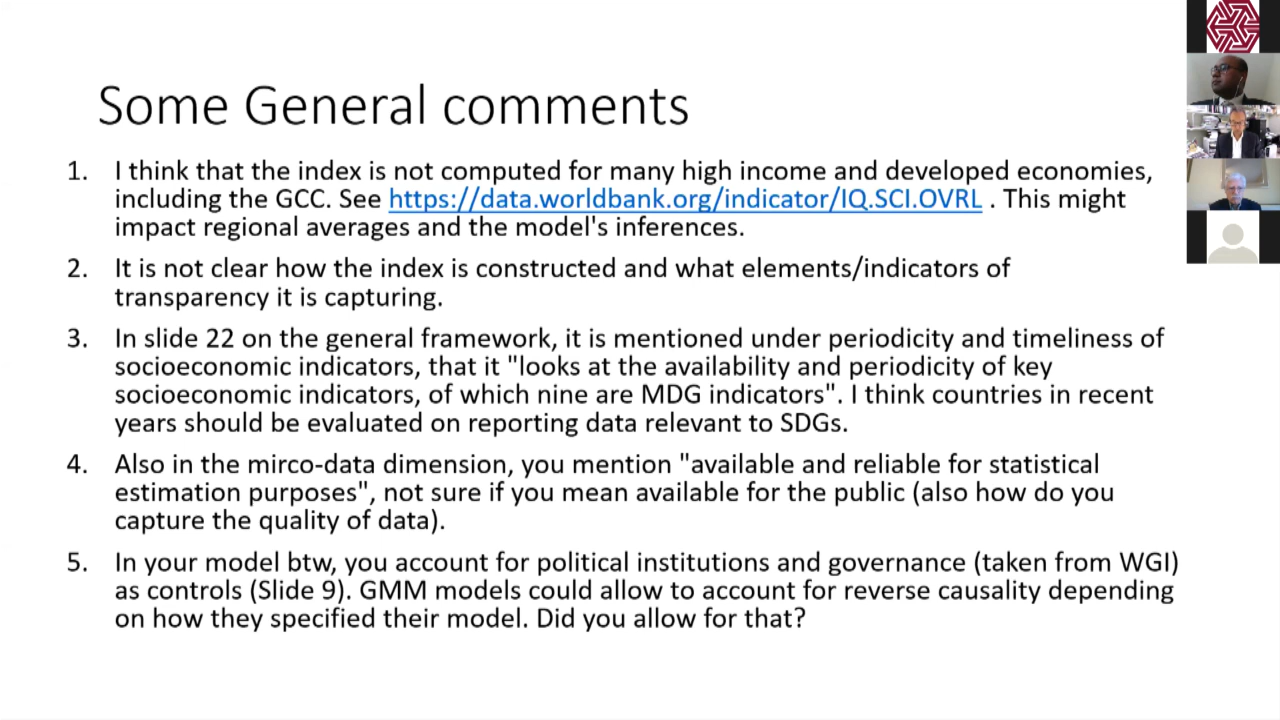 Some General comments
1. I think that the index is not computed for many high income and developed economies,
including the GCC. See https://data.worldbank.org/indicator/IQ.SCI.OVRL . This might
impact regional averages and the model's inferences.
2. It is not clear how the index is constructed and what elements/indicators of
transparency it is capturing.
3. In slide 22 on the general framework, it is mentioned under periodicity and timeliness of
socioeconomic indicators, that it "looks at the availability and periodicity of key
socioeconomic indicators, of which nine are MDG indicators". I think countries in recent
years should be evaluated on reporting data relevant to SDGs.
4. Also in the mirco-data dimension, you mention "available and reliable for statistical
estimation purposes", not sure if you mean available for the public (also how do you
capture the quality of data).
5. In your model btw, you account for political institutions and governance (taken from WGI)
as controls (Slide 9). GMM models could allow to account for reverse causality depending
on how they specified their model. Did you allow for that?